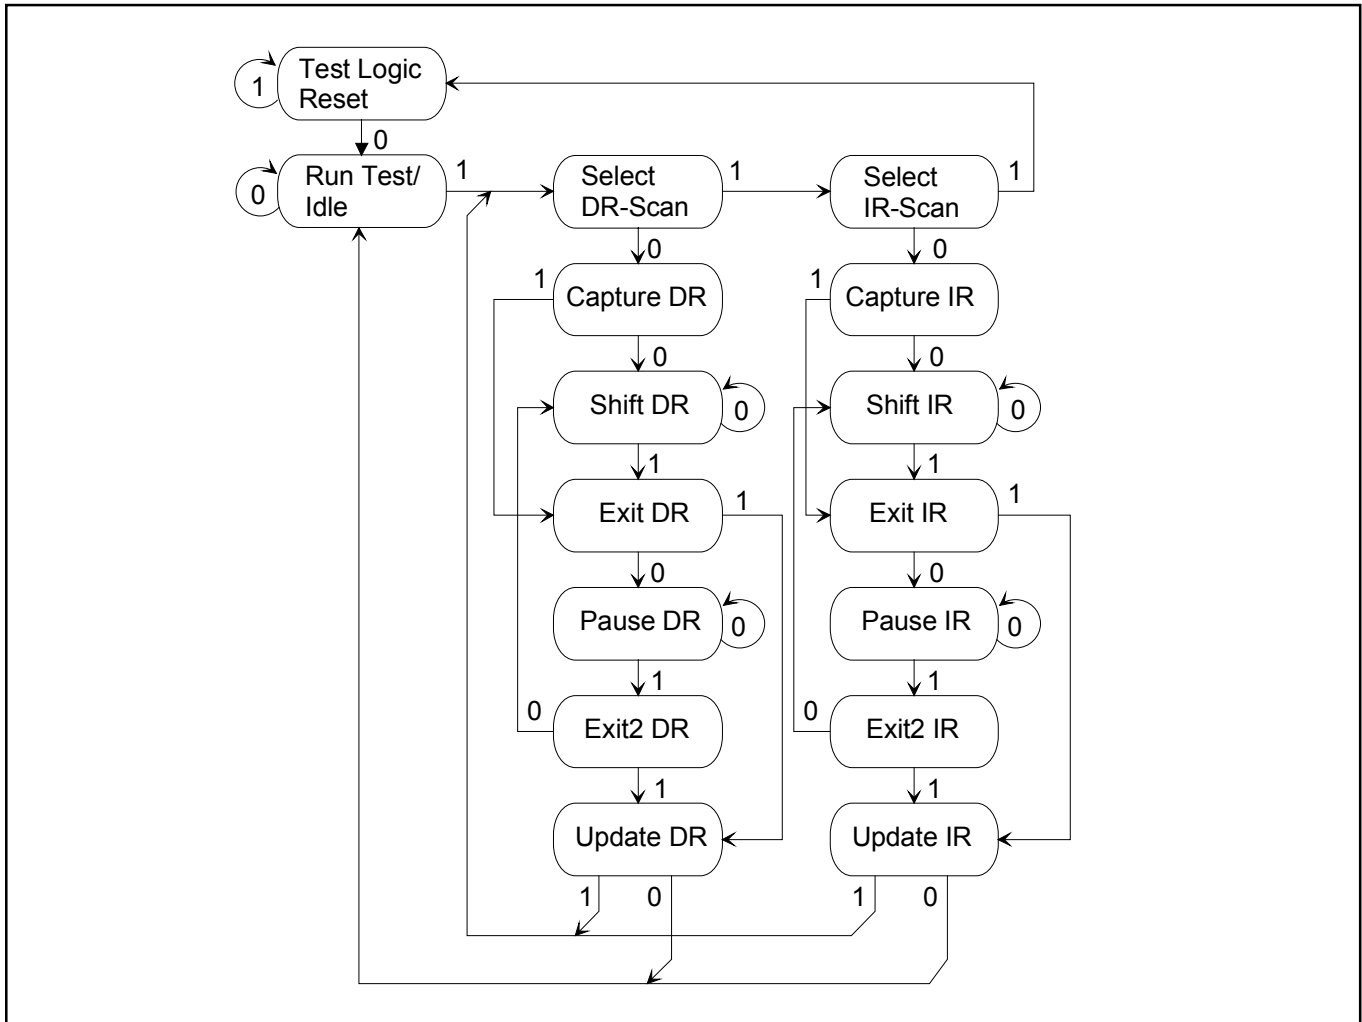 Test Logic
Reset
1
0
Run Test/
Idle
0
1
Select
DR-Scan
1
Select
IR-Scan
1
0
0
1
Capture DR
1
Capture IR
0
0
Shift DR
0
Shift IR
0
1
1
Exit DR
1
Exit IR
1
0
0
Pause DR
0
Pause IR
0
1
1
0
Exit2 DR
0
Exit2 IR
1
1
Update DR
Update IR
1
0
1
0